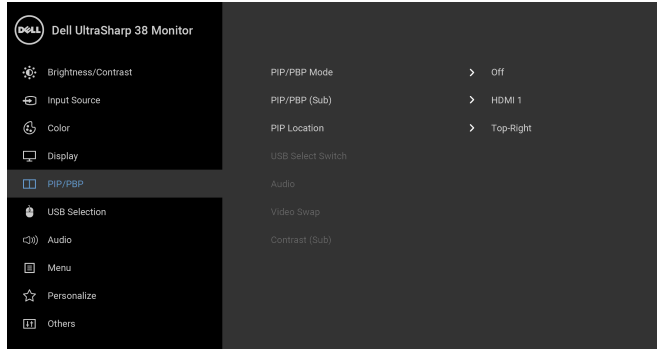 DELL Dell UltraSharp 38 Monitor
Brightness/Contrast
Input Source
Color
Display
PIP/PBP
USB Selection
Audio
Menu
Personalize
Others
PIP/PBP Mode > Off
PIP/PBP (Sub) > HDMI 1
PIP Location > Top-Right
USB Select Switch
Audio
Video Swap
Contrast (Sub)